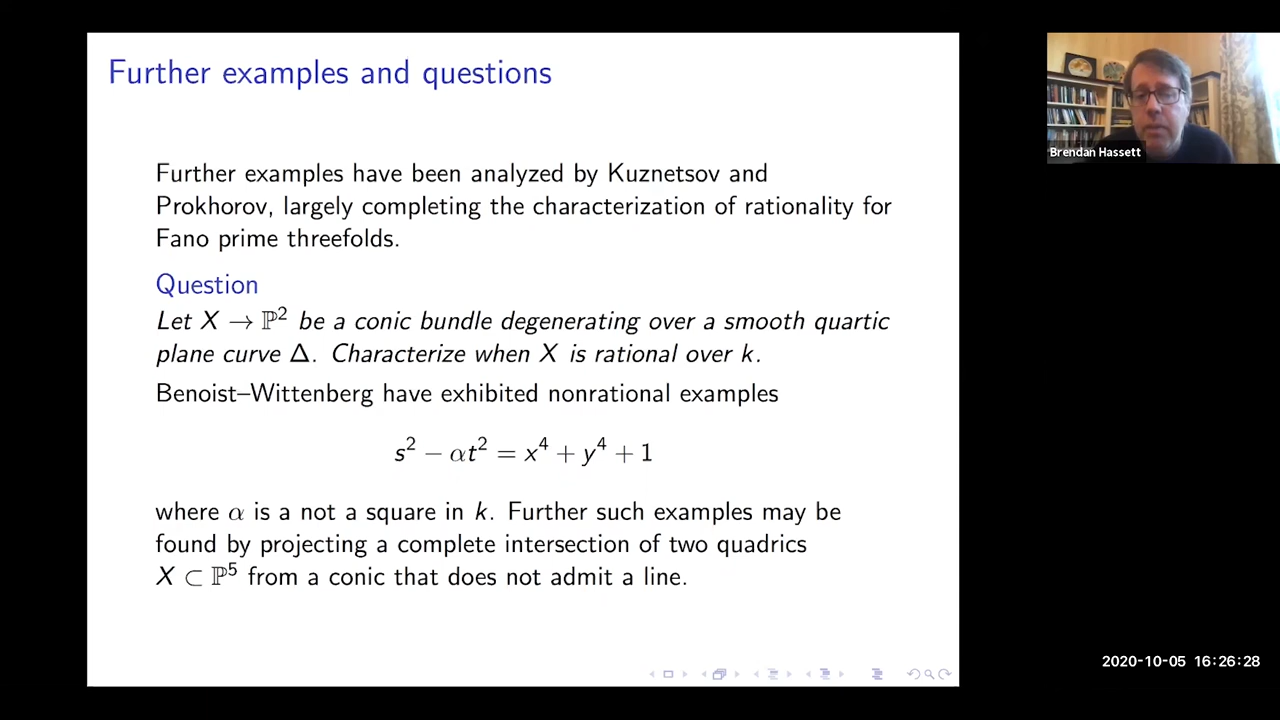 Further examples and questions
Further examples have been analyzed by Kuznetsov and
Prokhorov, largely completing the characterization of rationality for
Fano prime threefolds.
Question
Let X → ℙ² be a conic bundle degenerating over a smooth quartic
plane curve Δ. Characterize when X is rational over k.
Benoist–Wittenberg have exhibited nonrational examples
s² − αt² = x⁴ + y⁴ + 1
where α is a not a square in k. Further such examples may be
found by projecting a complete intersection of two quadrics
X ⊂ ℙ⁵ from a conic that does not admit a line.
Brendan Hassett
2020-10-05 16:26:28